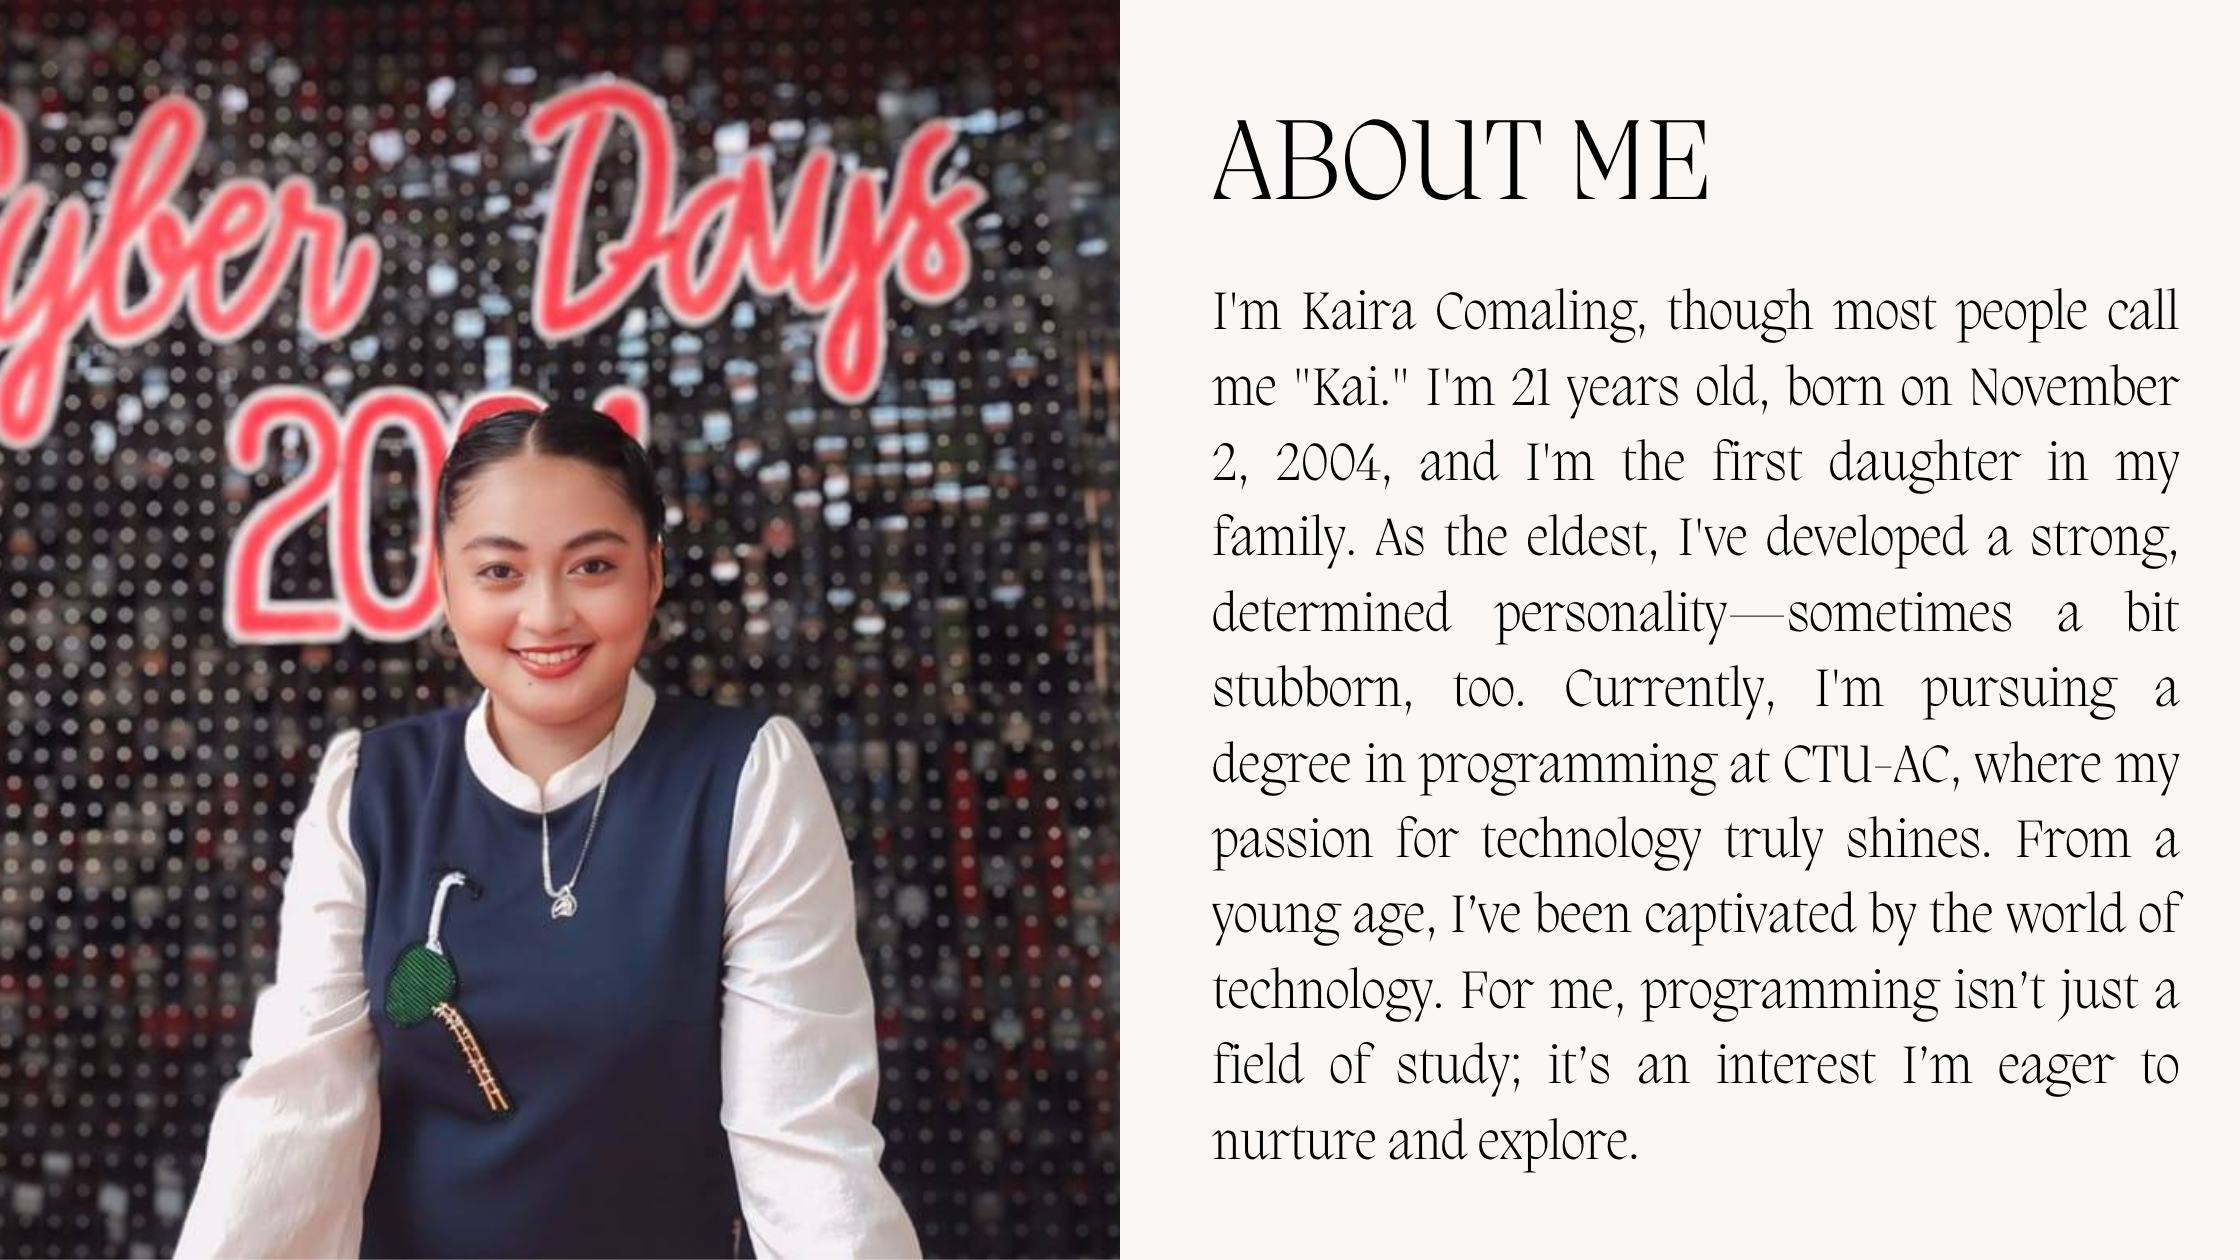 yber Days
20
ABOUT ME
I'm Kaira Comaling, though most people call
me "Kai." I'm 21 years old, born on November
2, 2004, and I'm the first daughter in my
family. As the eldest, I've developed a strong,
determined personality—sometimes a bit
stubborn, too. Currently, I'm pursuing a
degree in programming at CTU-AC, where my
passion for technology truly shines. From a
young age, I’ve been captivated by the world of
technology. For me, programming isn’t just a
field of study; it’s an interest I’m eager to
nurture and explore.